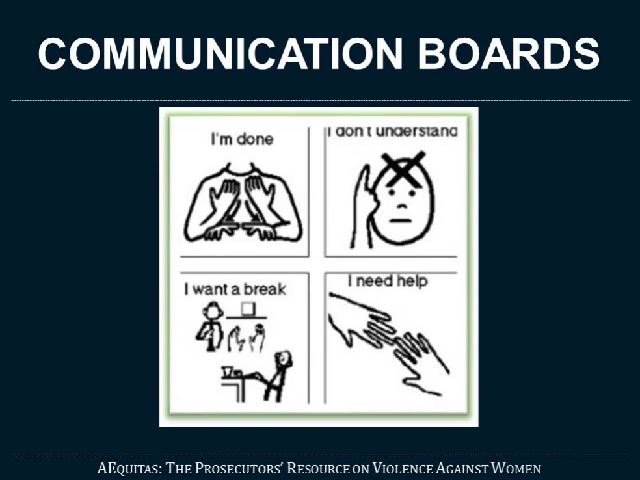 COMMUNICATION BOARDS
I'm done
I don't understand
I want a break
I need help
AEQUITAS: THE PROSECUTORS' RESOURCE ON VIOLENCE AGAINST WOMEN